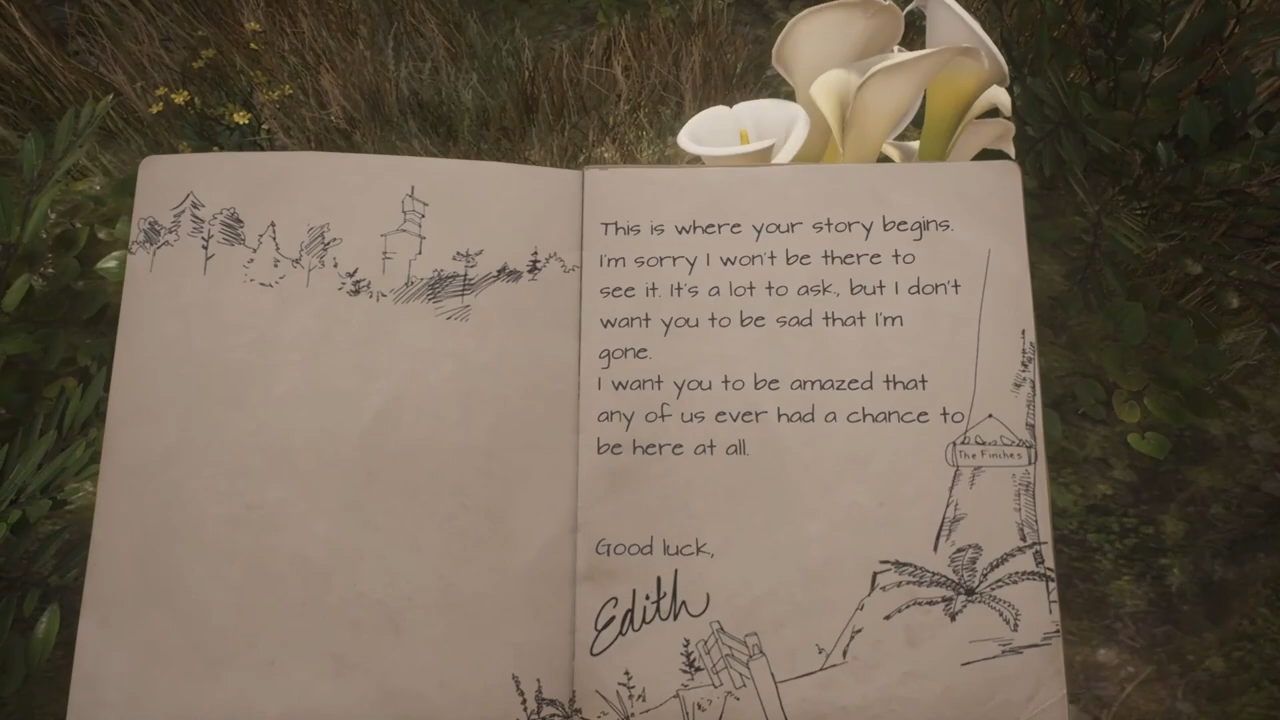 This is where your story begins.
I'm sorry I won't be there to
see it. It's a lot to ask, but I don't
want you to be sad that I'm
gone.
I want you to be amazed that
any of us ever had a chance to
be here at all.
The Finches
Good luck,
Edith